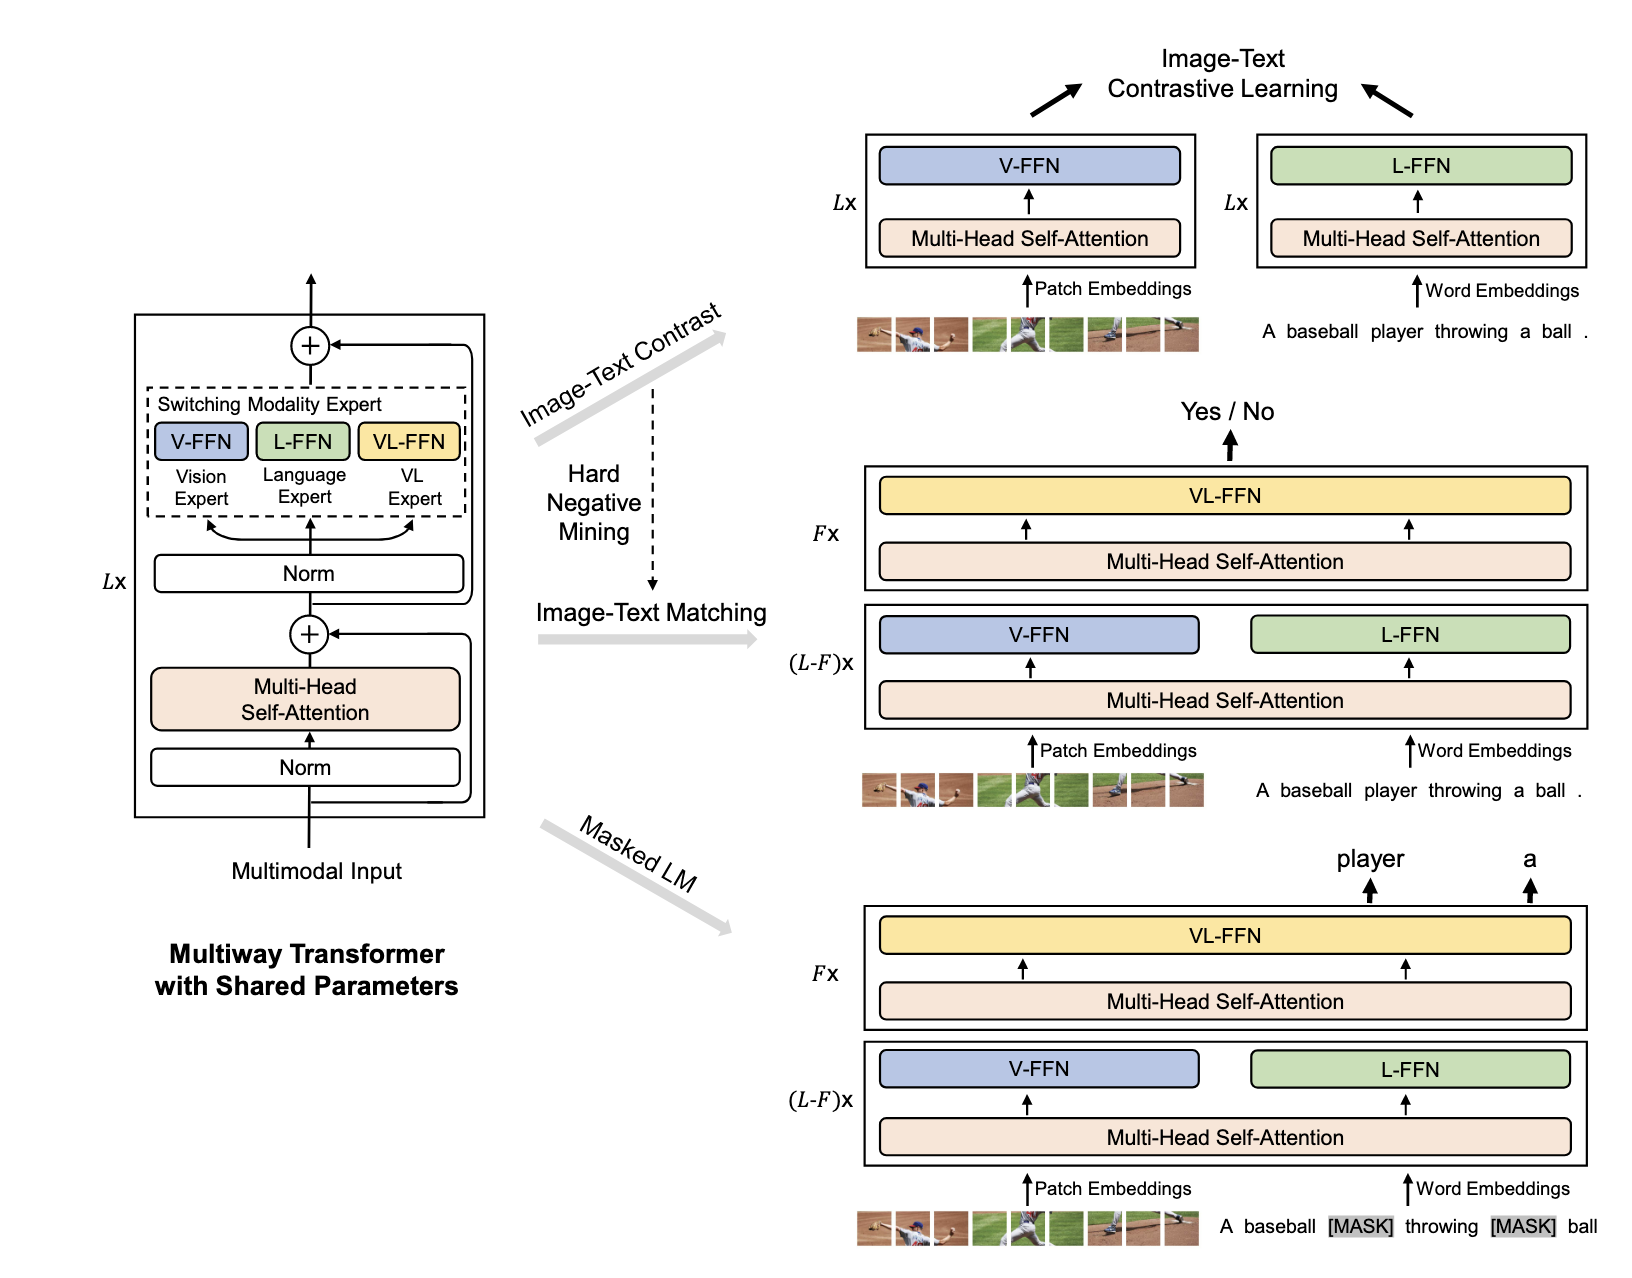 Switching Modality Expert
V-FFN
L-FFN
VL-FFN
Vision
Expert
Language
Expert
VL
Expert
Norm
Lx
Multi-Head
Self-Attention
Norm
Multimodal Input
Multiway Transformer
with Shared Parameters
Image-Text Contrast
Hard
Negative
Mining
Image-Text Matching
Masked LM
Image-Text
Contrastive Learning
V-FFN
Lx
Multi-Head Self-Attention
Patch Embeddings
L-FFN
Lx
Multi-Head Self-Attention
Word Embeddings
A baseball player throwing a ball .
Yes / No
VL-FFN
Fx
Multi-Head Self-Attention
V-FFN
L-FFN
(L-F)x
Multi-Head Self-Attention
Patch Embeddings
Word Embeddings
A baseball player throwing a ball .
player a
VL-FFN
Fx
Multi-Head Self-Attention
V-FFN
L-FFN
(L-F)x
Multi-Head Self-Attention
Patch Embeddings
Word Embeddings
A baseball [MASK] throwing [MASK] ball